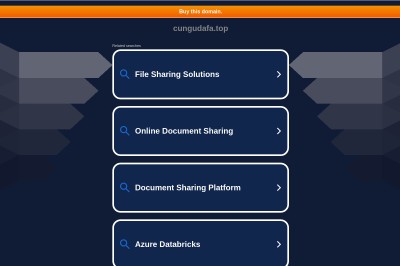 Buy this domain.
cungudafa.top
Related searches
File Sharing Solutions
Online Document Sharing
Document Sharing Platform
Azure Databricks